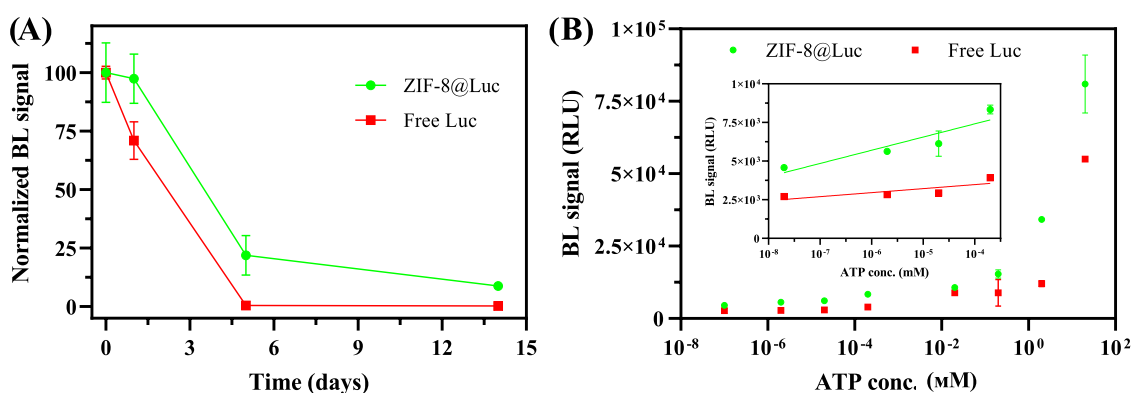 (A)
Normalized BL signal
100
75
50
25
0
ZIF-8@Luc
Free Luc
0 3 6 9 12 15
Time (days)
(B)
BL signal (RLU)
1×10⁵
7.5×10⁴
5×10⁴
2.5×10⁴
0
ZIF-8@Luc Free Luc
BL signal (RLU)
1×10⁴
7.5×10³
5×10³
2.5×10³
0
10⁻⁸ 10⁻⁷ 10⁻⁶ 10⁻⁵ 10⁻⁴
ATP conc. (mM)
10⁻⁸ 10⁻⁶ 10⁻⁴ 10⁻² 10⁰ 10²
ATP conc. (мM)